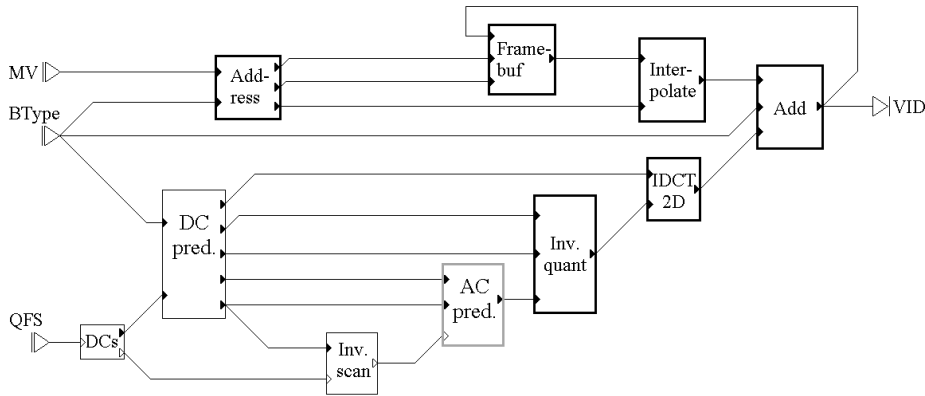 MV
Add-
ress
Frame-
buf
Inter-
polate
BType
Add
VID
DC
pred.
IDCT
2D
Inv.
quant
AC
pred.
QFS
DCs
Inv.
scan